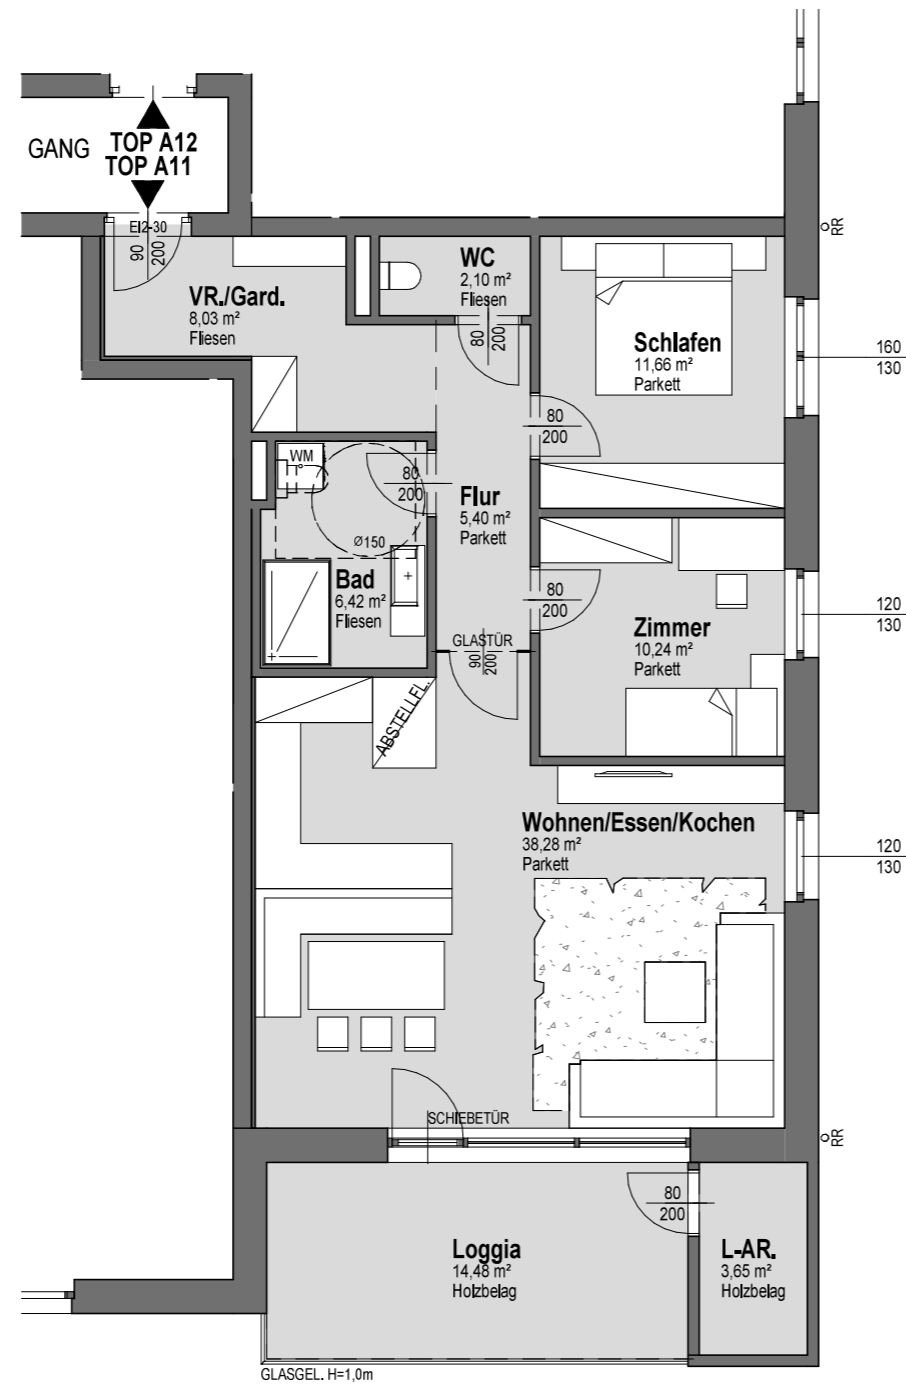 GANG
TOP A12
TOP A11
EI2-30
90
200
VR./Gard.
8,03 m²
Fliesen
WC
2,10 m²
Fliesen
80
200
RR
Schlafen
11,66 m²
Parkett
160
130
80
200
WM
80
200
Ø150
Flur
5,40 m²
Parkett
Bad
6,42 m²
Fliesen
80
200
Zimmer
10,24 m²
Parkett
120
130
GLASTÜR
90
200
ABSTELLFL.
Wohnen/Essen/Kochen
38,28 m²
Parkett
120
130
SCHIEBETÜR
RR
80
200
Loggia
14,48 m²
Holzbelag
L-AR.
3,65 m²
Holzbelag
GLASGEL. H=1,0m